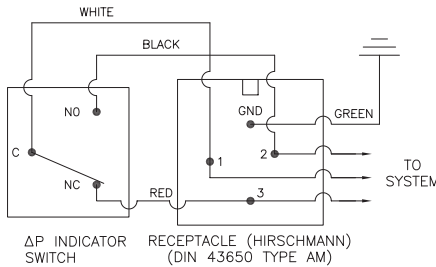 WHITE
BLACK
NO
GND
GREEN
C
1
2
NC
RED
3
TO
SYSTEM
ΔP INDICATOR
SWITCH
RECEPTACLE (HIRSCHMANN)
(DIN 43650 TYPE AM)